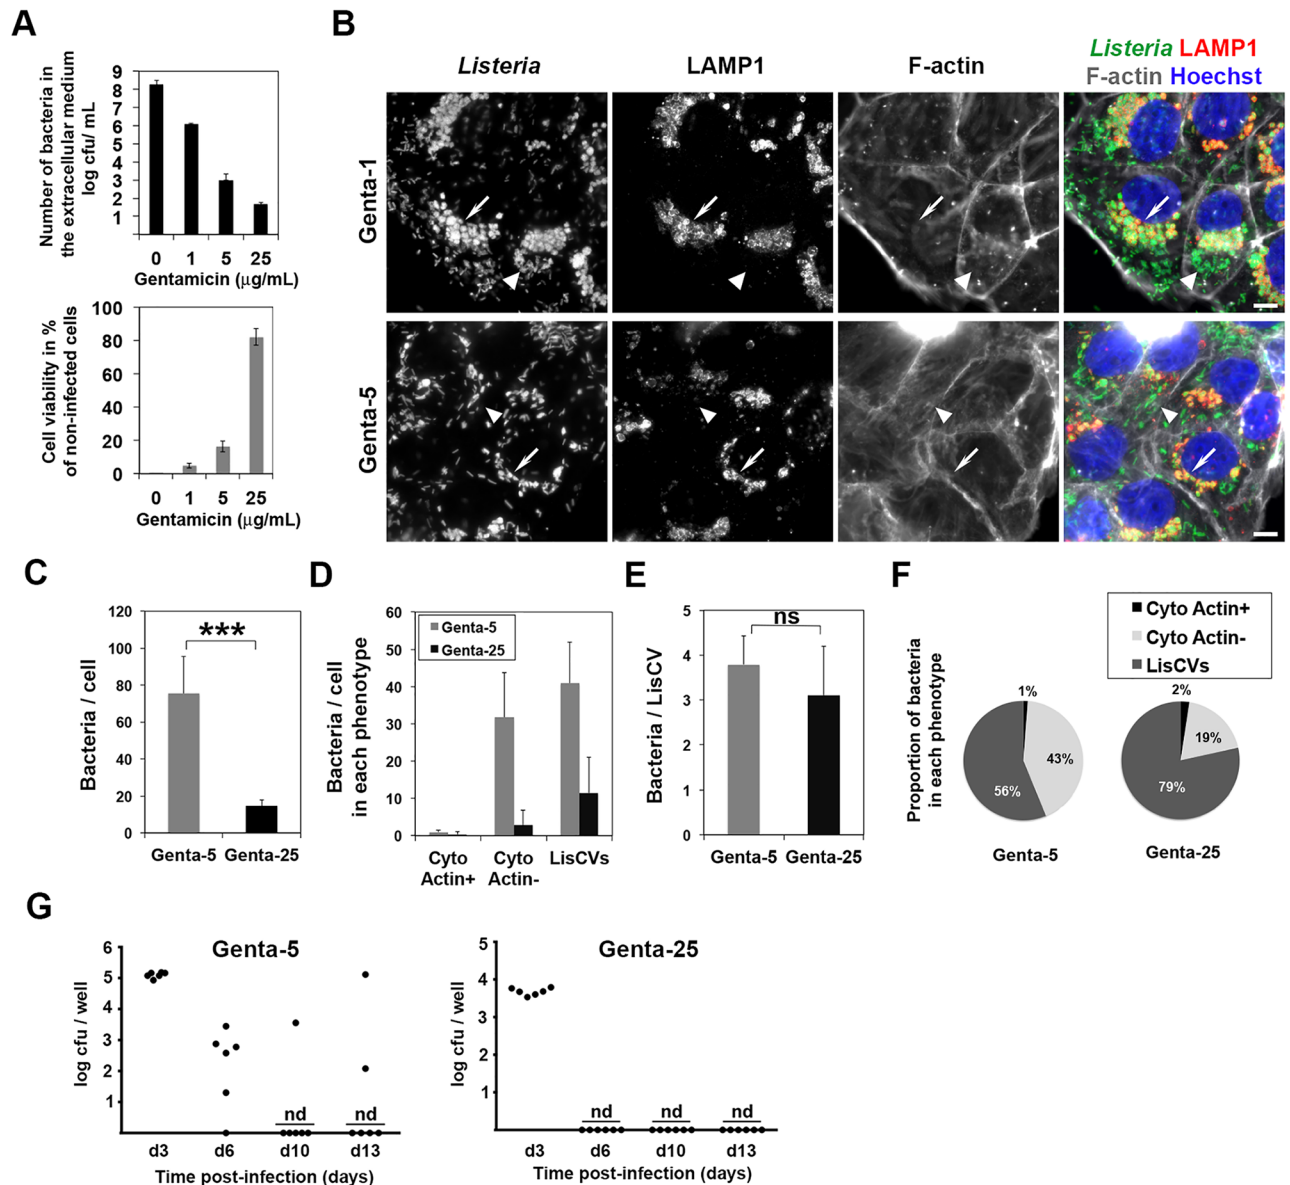 A
Number of bacteria in
the extracellular medium
log cfu/ mL
9
8
7
6
5
4
3
2
1
0 1 5 25
Gentamicin (µg/mL)
Cell viability in %
of non-infected cells
100
80
60
40
20
0
0 1 5 25
Gentamicin (µg/mL)
B
Listeria
LAMP1
F-actin
Listeria LAMP1
F-actin Hoechst
Genta-1
Genta-5
C
Bacteria / cell
120
100
80
60
40
20
0
***
Genta-5 Genta-25
D
Bacteria / cell
in each phenotype
60
50
40
30
20
10
0
Genta-5
Genta-25
Cyto
Actin+
Cyto
Actin-
LisCVs
E
Bacteria / LisCV
5
4
3
2
1
0
ns
Genta-5 Genta-25
F
Proportion of bacteria
in each phenotype
Cyto Actin+
Cyto Actin-
LisCVs
1%
43%
56%
Genta-5
2%
19%
79%
Genta-25
G
Genta-5
log cfu / well
6
5
4
3
2
1
nd
nd
d3 d6 d10 d13
Time post-infection (days)
Genta-25
log cfu / well
5
4
3
2
1
nd
nd
nd
d3 d6 d10 d13
Time post-infection (days)